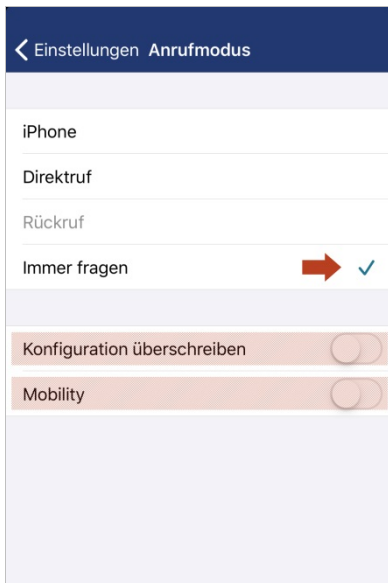 Einstellungen Anrufmodus
iPhone
Direktruf
Rückruf
Immer fragen
Konfiguration überschreiben
Mobility